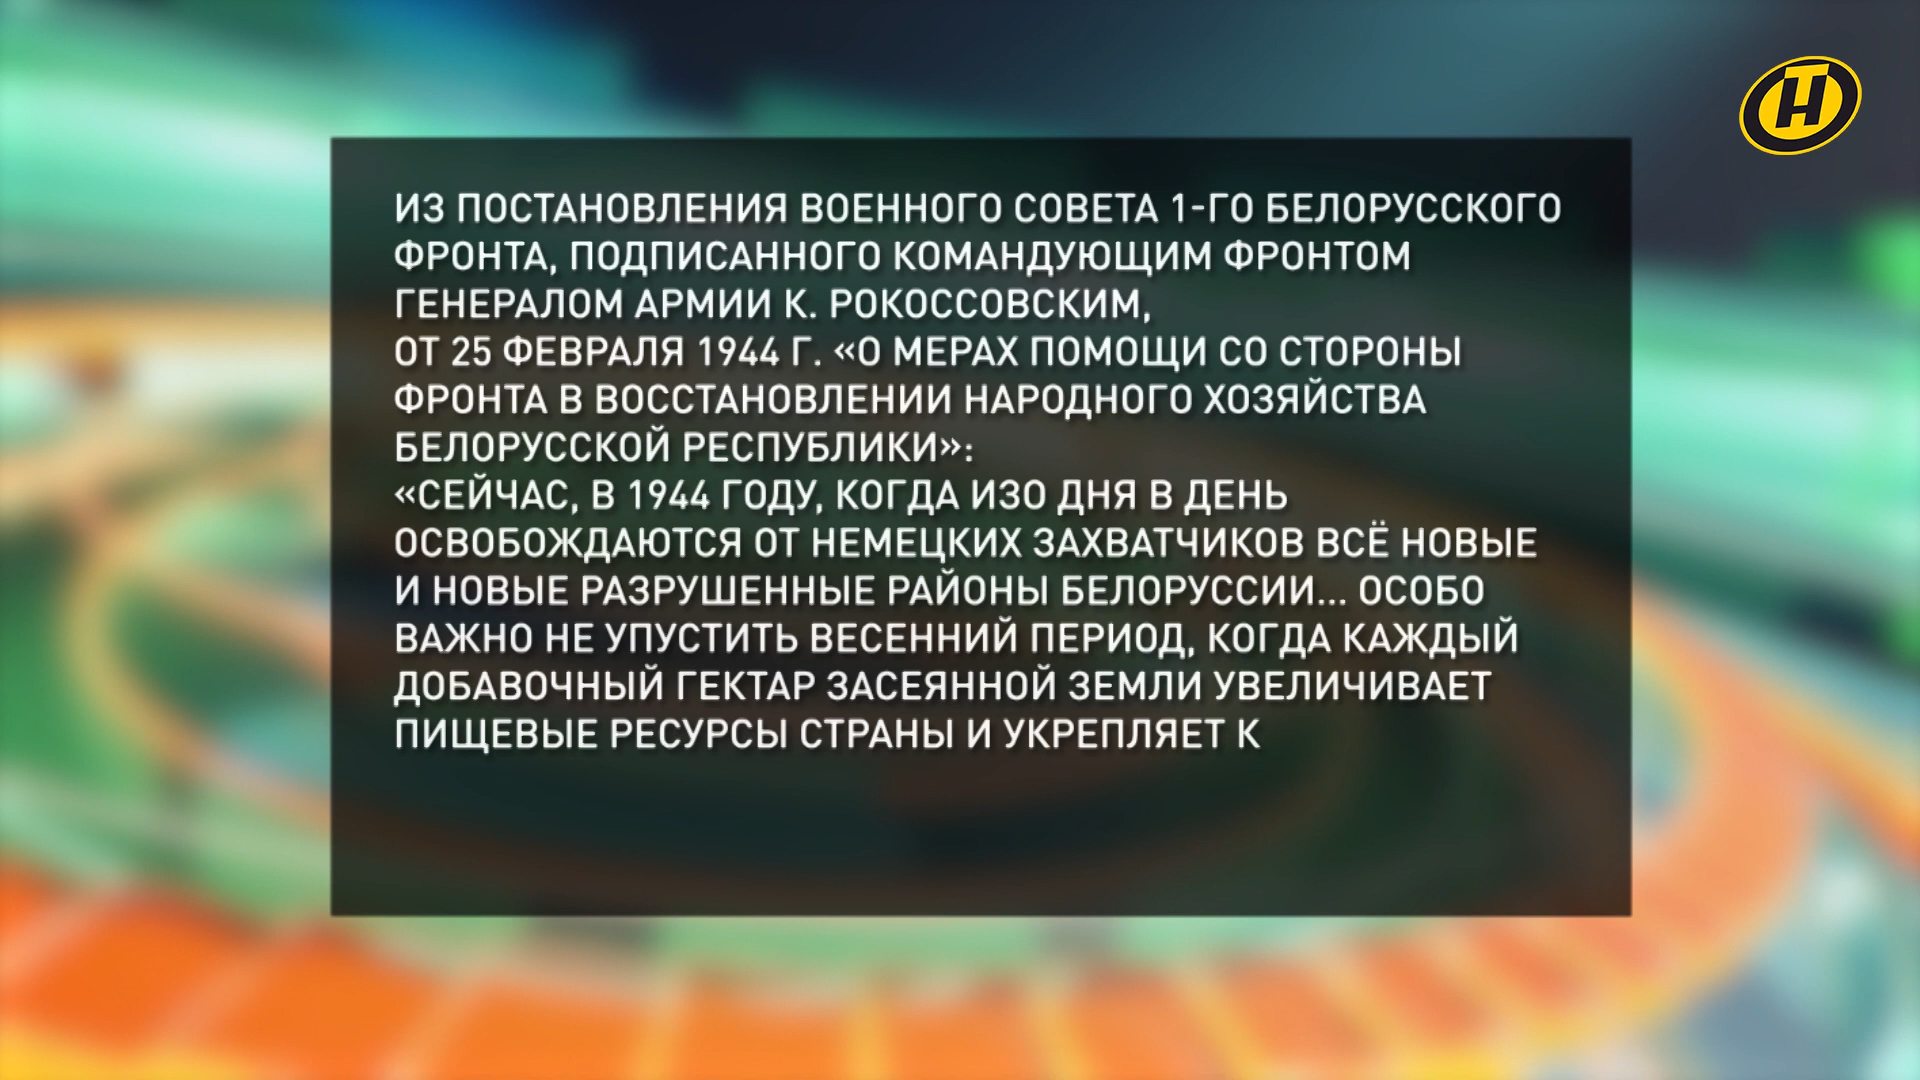 ОНТ
ИЗ ПОСТАНОВЛЕНИЯ ВОЕННОГО СОВЕТА 1-ГО БЕЛОРУССКОГО
ФРОНТА, ПОДПИСАННОГО КОМАНДУЮЩИМ ФРОНТОМ
ГЕНЕРАЛОМ АРМИИ К. РОКОССОВСКИМ,
ОТ 25 ФЕВРАЛЯ 1944 Г. «О МЕРАХ ПОМОЩИ СО СТОРОНЫ
ФРОНТА В ВОССТАНОВЛЕНИИ НАРОДНОГО ХОЗЯЙСТВА
БЕЛОРУССКОЙ РЕСПУБЛИКИ»:
«СЕЙЧАС, В 1944 ГОДУ, КОГДА ИЗО ДНЯ В ДЕНЬ
ОСВОБОЖДАЮТСЯ ОТ НЕМЕЦКИХ ЗАХВАТЧИКОВ ВСЁ НОВЫЕ
И НОВЫЕ РАЗРУШЕННЫЕ РАЙОНЫ БЕЛОРУССИИ... ОСОБО
ВАЖНО НЕ УПУСТИТЬ ВЕСЕННИЙ ПЕРИОД, КОГДА КАЖДЫЙ
ДОБАВОЧНЫЙ ГЕКТАР ЗАСЕЯННОЙ ЗЕМЛИ УВЕЛИЧИВАЕТ
ПИЩЕВЫЕ РЕСУРСЫ СТРАНЫ И УКРЕПЛЯЕТ К